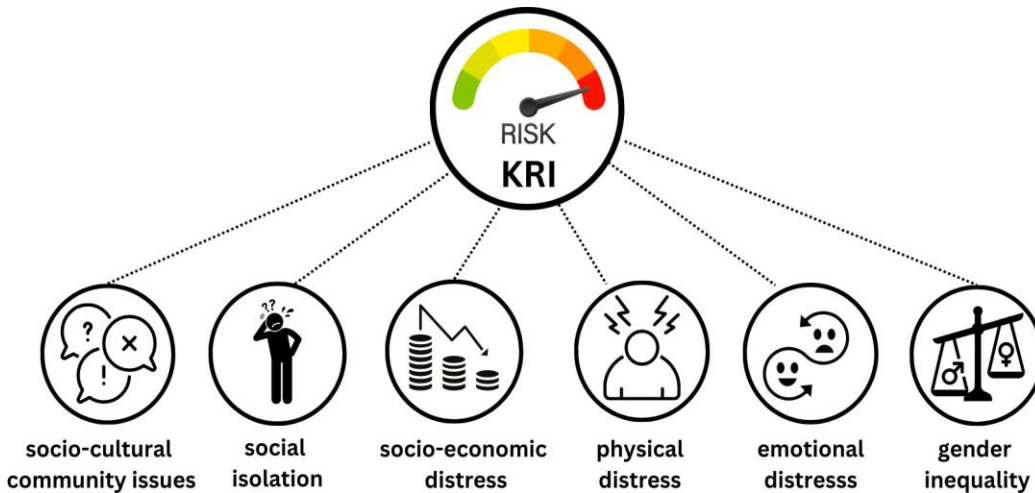 RISK
KRI
? × !
??
socio-cultural
community issues
social
isolation
socio-economic
distress
physical
distress
emotional
distresss
gender
inequality